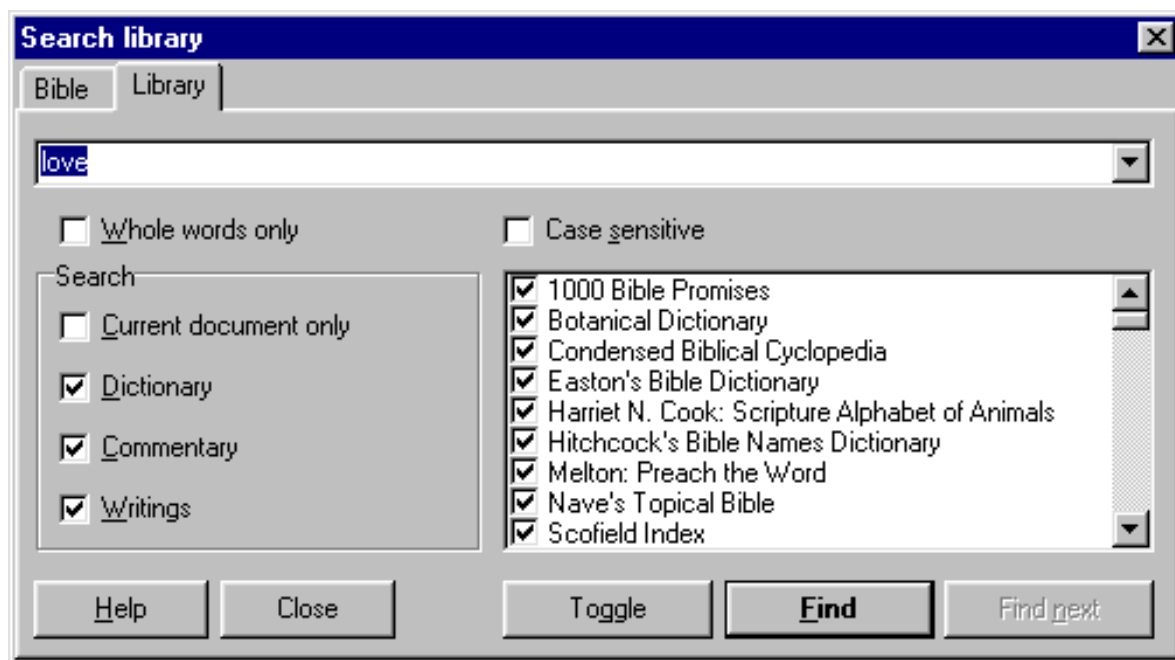 Search library
Bible Library
love
Whole words only Case sensitive
Search
Current document only
Dictionary
Commentary
Writings
1000 Bible Promises
Botanical Dictionary
Condensed Biblical Cyclopedia
Easton's Bible Dictionary
Harriet N. Cook: Scripture Alphabet of Animals
Hitchcock's Bible Names Dictionary
Melton: Preach the Word
Nave's Topical Bible
Scofield Index
Help Close Toggle Find Find next